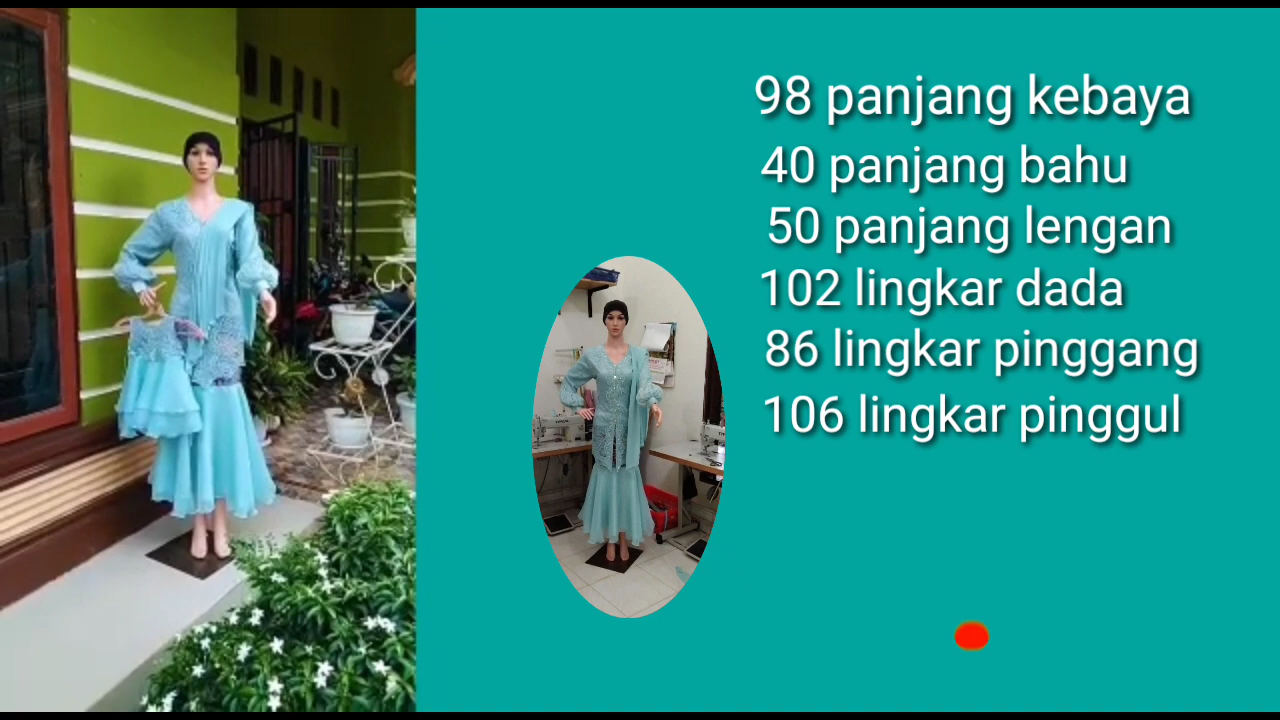 98 panjang kebaya
40 panjang bahu
50 panjang lengan
102 lingkar dada
86 lingkar pinggang
106 lingkar pinggul